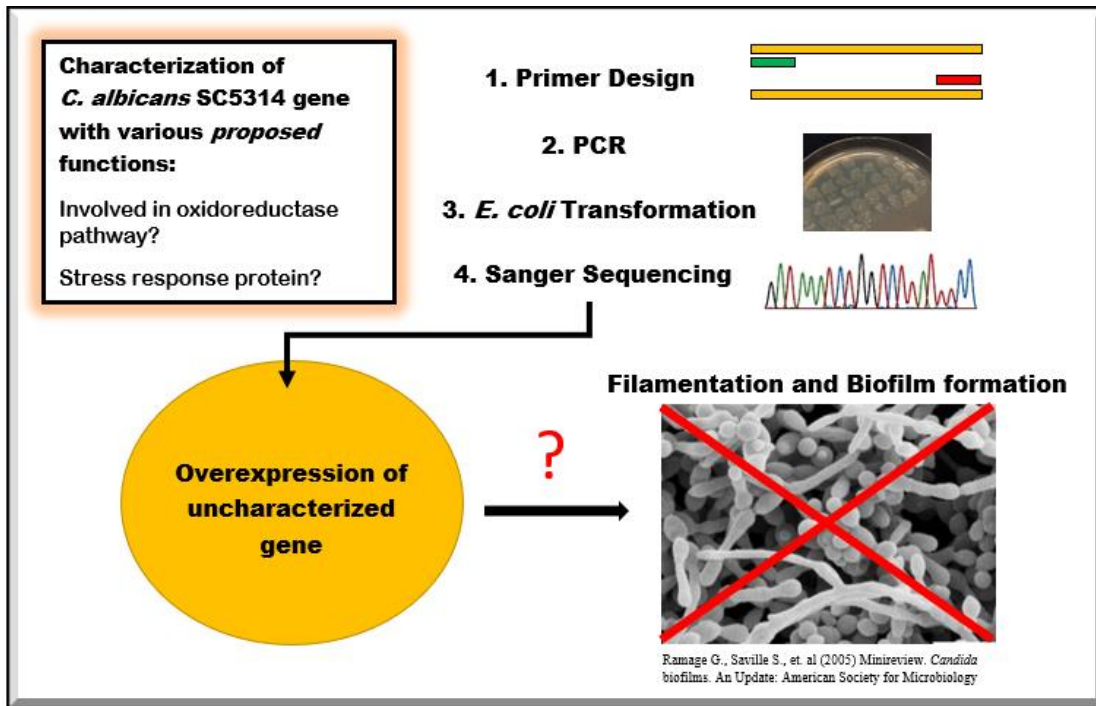 Characterization of
C. albicans SC5314 gene
with various proposed
functions:
Involved in oxidoreductase
pathway?
Stress response protein?
1. Primer Design
2. PCR
3. E. coli Transformation
4. Sanger Sequencing
Overexpression of
uncharacterized
gene
?
Filamentation and Biofilm formation
Ramage G., Saville S., et. al (2005) Minireview. Candida
biofilms. An Update: American Society for Microbiology